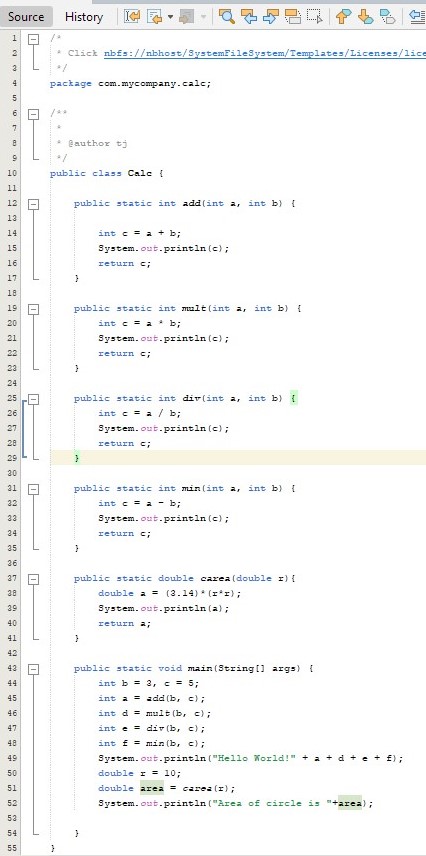 Source History
1 /*
2 * Click nbfs://nbhost/SystemFileSystem/Templates/Licenses/lice
3 */
4 package com.mycompany.calc;
5
6 /**
7 *
8 * @author tj
9 */
10 public class Calc {
11
12 public static int add(int a, int b) {
13
14 int c = a + b;
15 System.out.println(c);
16 return c;
17 }
18
19 public static int mult(int a, int b) {
20 int c = a * b;
21 System.out.println(c);
22 return c;
23 }
24
25 public static int div(int a, int b) {
26 int c = a / b;
27 System.out.println(c);
28 return c;
29 }
30
31 public static int min(int a, int b) {
32 int c = a - b;
33 System.out.println(c);
34 return c;
35 }
36
37 public static double carea(double r){
38 double a = (3.14)*(r*r);
39 System.out.println(a);
40 return a;
41 }
42
43 public static void main(String[] args) {
44 int b = 3, c = 5;
45 int a = add(b, c);
46 int d = mult(b, c);
47 int e = div(b, c);
48 int f = min(b, c);
49 System.out.println("Hello World!" + a + d + e + f);
50 double r = 10;
51 double area = carea(r);
52 System.out.println("Area of circle is "+area);
53
54 }
55 }